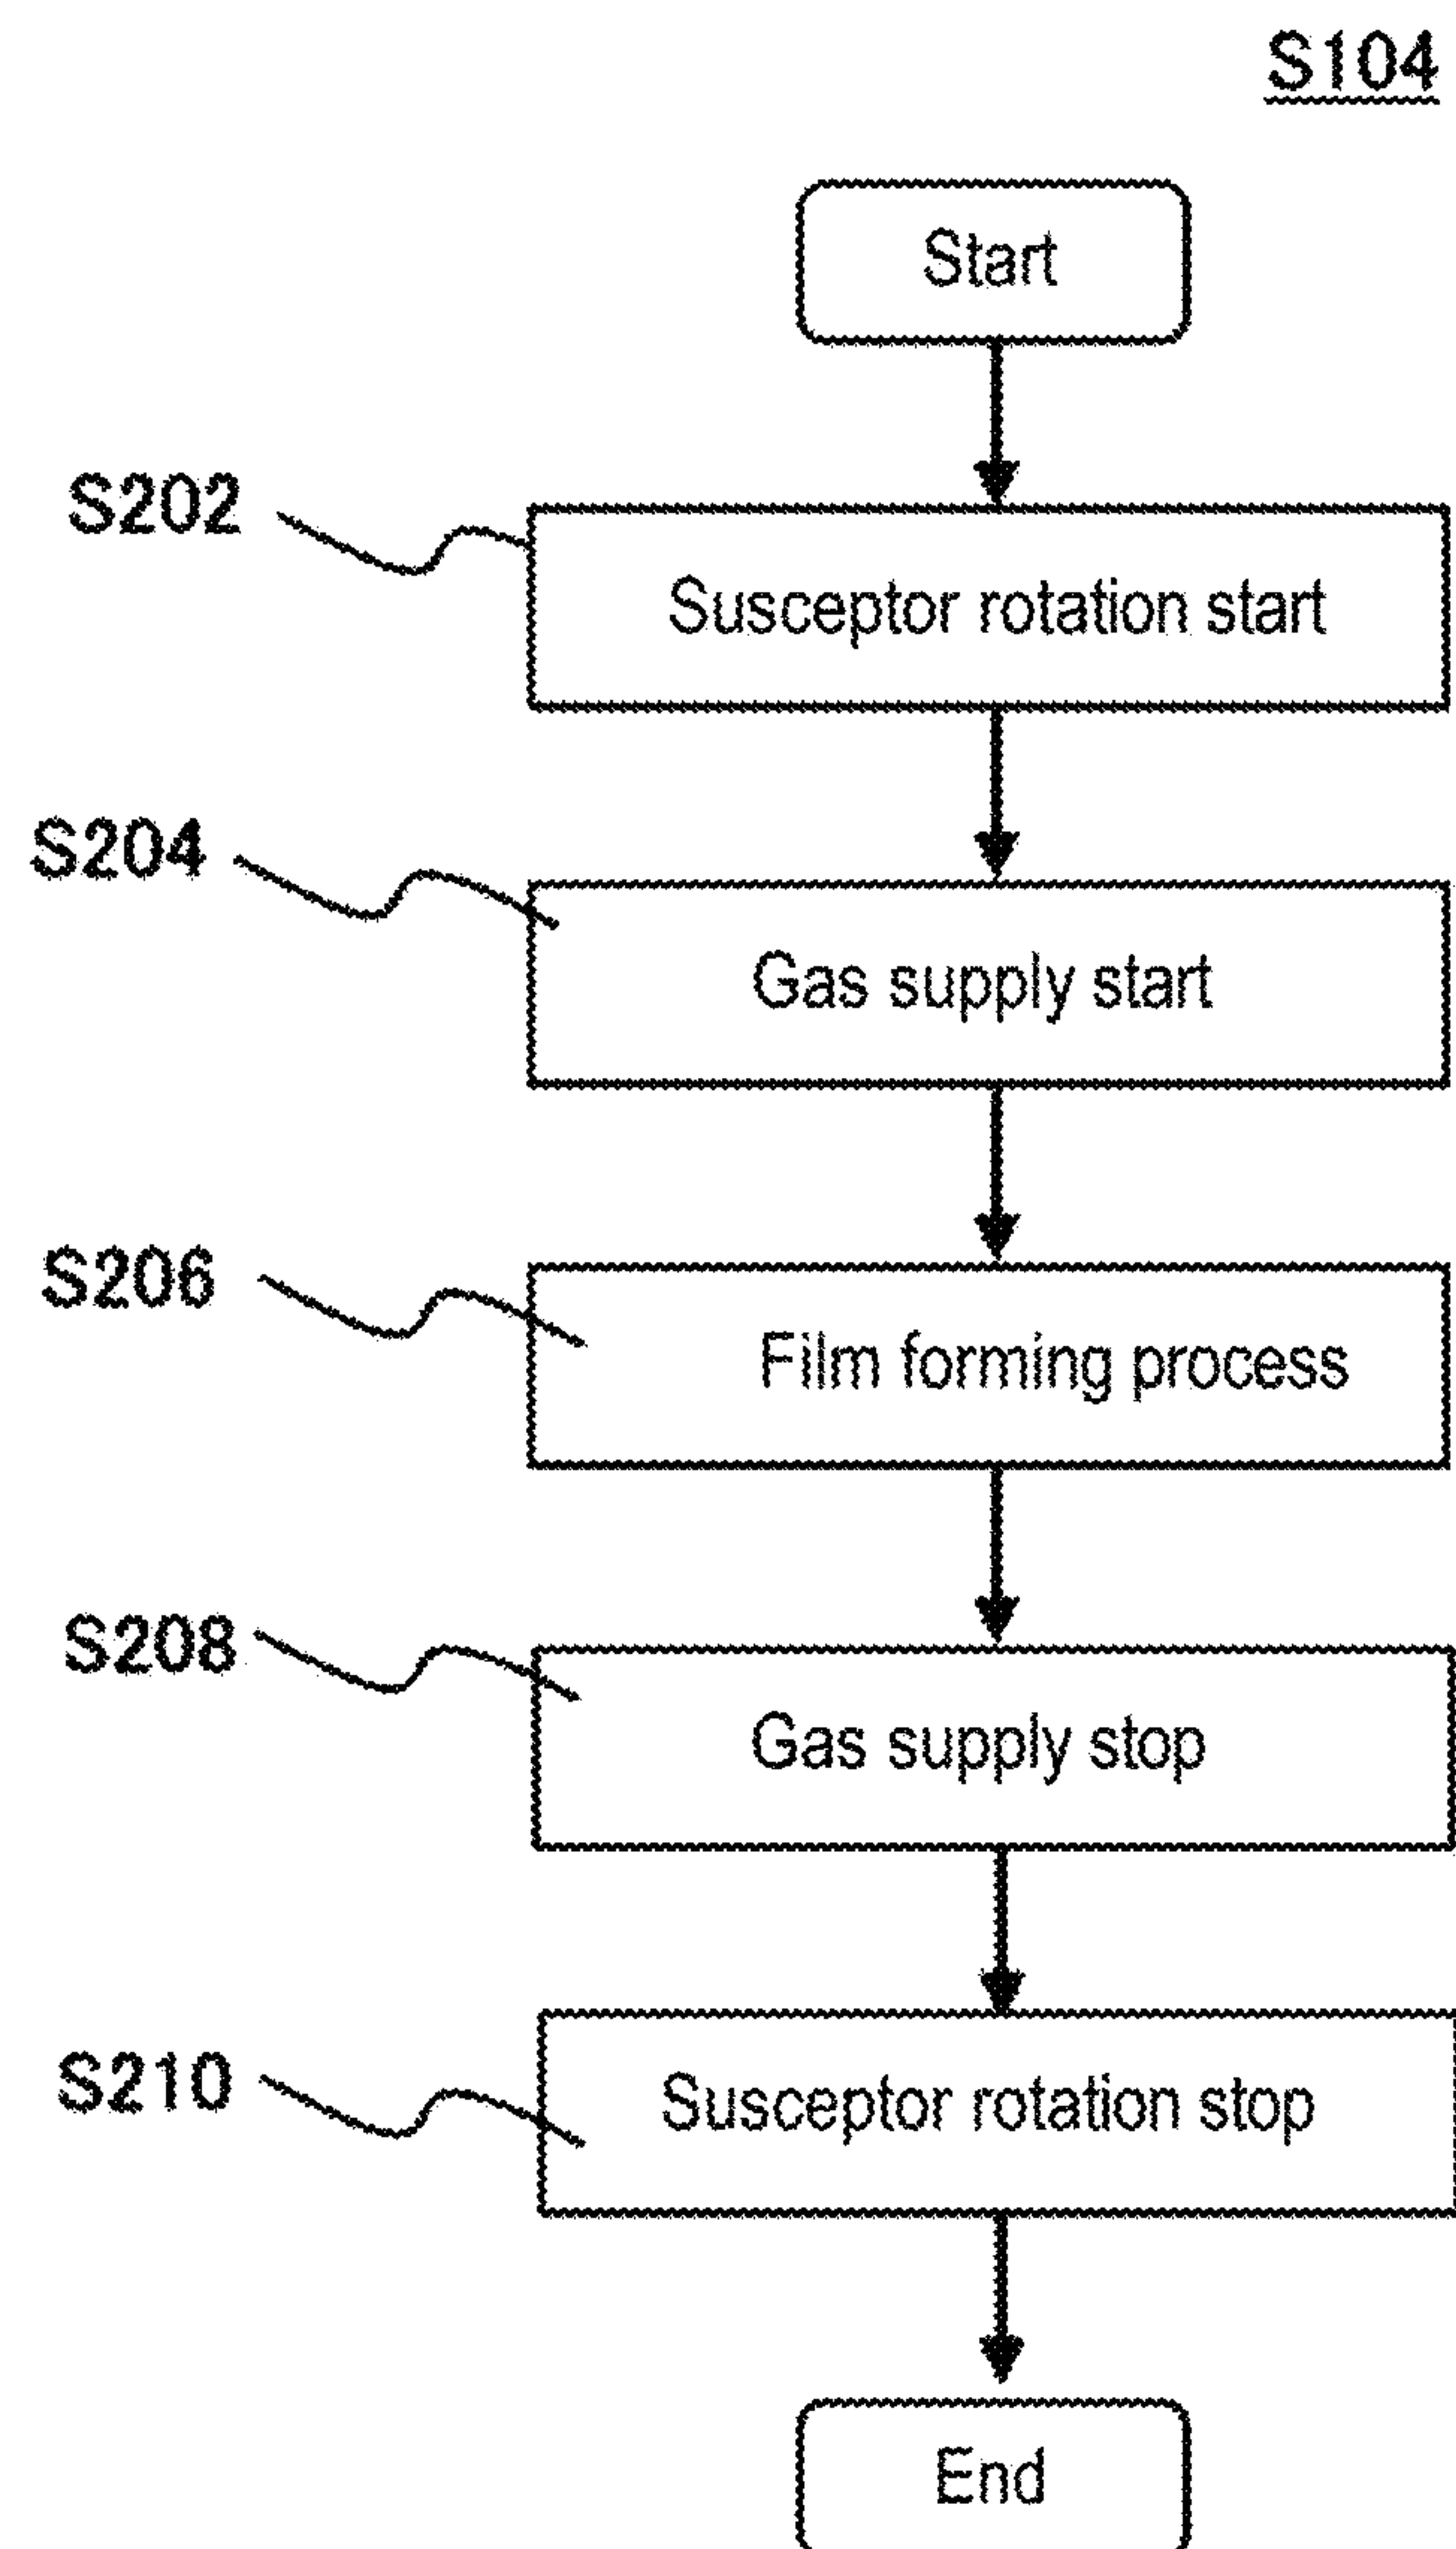 S104
Start
S202
Susceptor rotation start
S204
Gas supply start
S206
Film forming process
S208
Gas supply stop
S210
Susceptor rotation stop
End